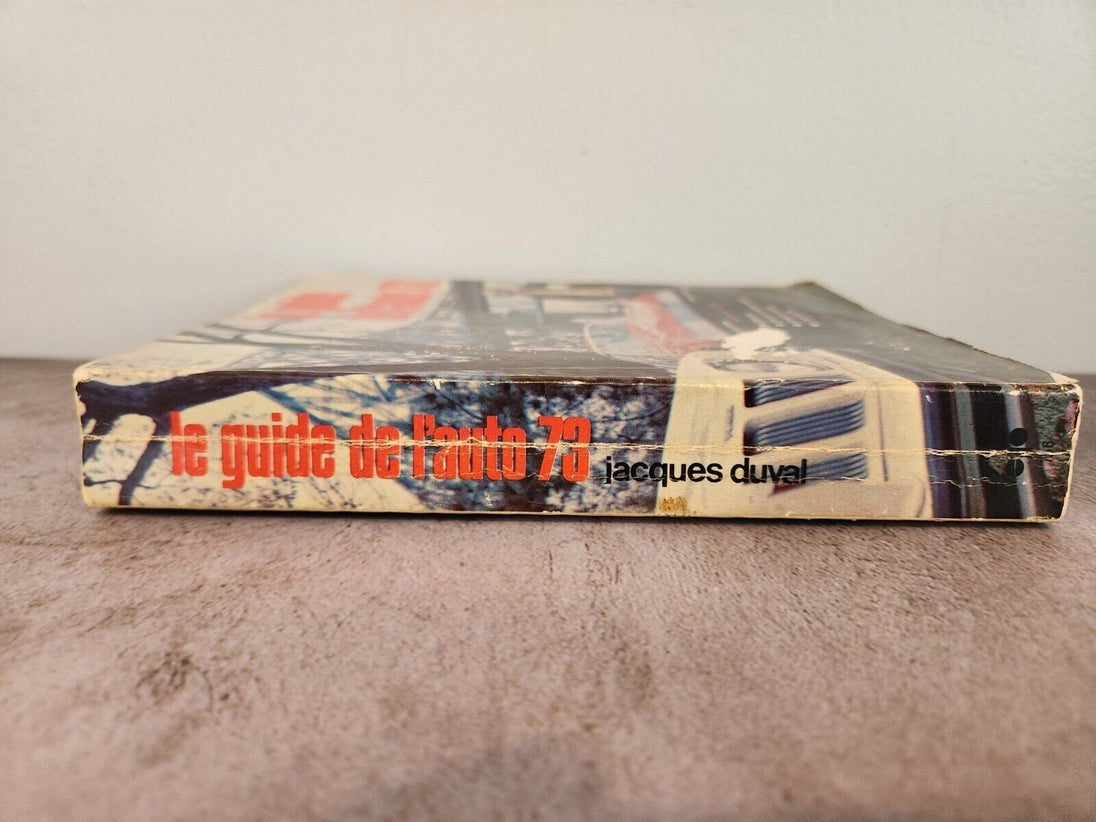 le guide de l'auto 73
jacques duval